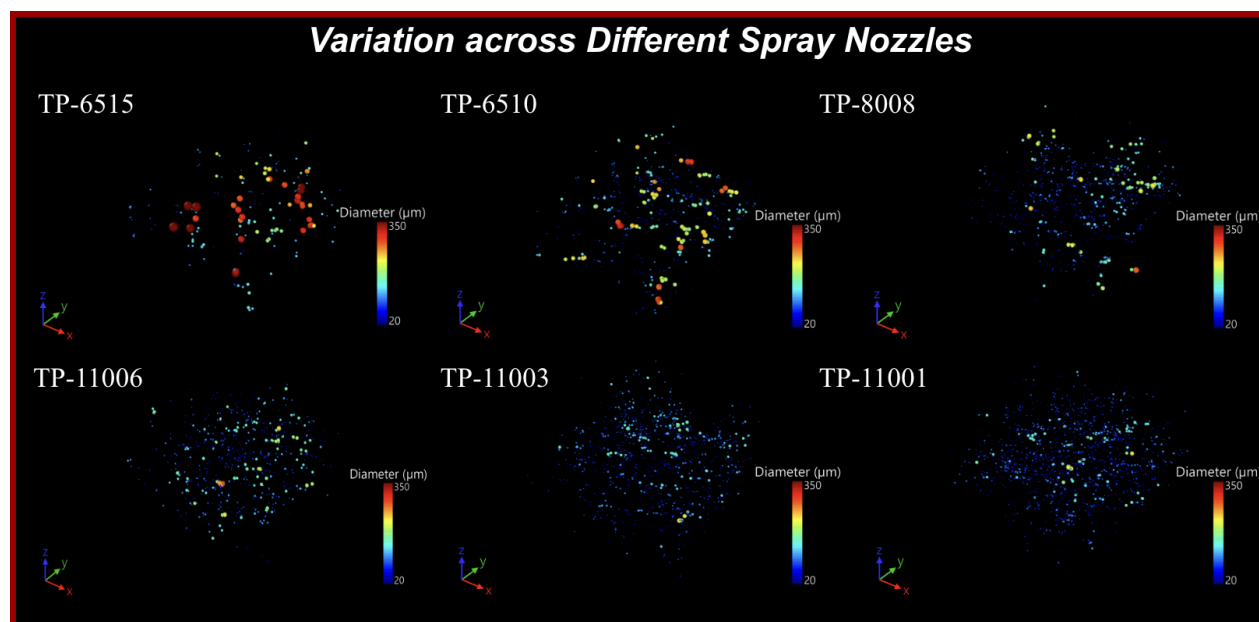 Variation across Different Spray Nozzles
TP-6515
TP-6510
TP-8008
Diameter (μm)
350
20
z
y
x
Diameter (μm)
350
20
z
y
x
Diameter (μm)
350
20
z
y
x
TP-11006
TP-11003
TP-11001
Diameter (μm)
350
20
z
y
x
Diameter (μm)
350
20
z
y
x
Diameter (μm)
350
20
z
y
x